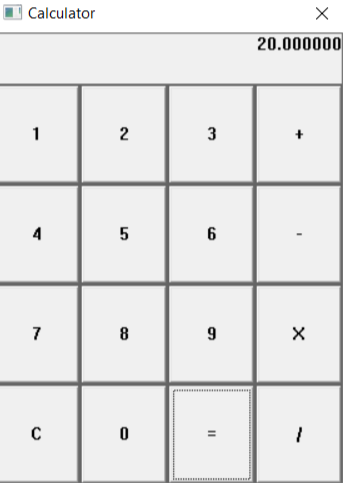 Calculator
20.000000
1 2 3 +
4 5 6 -
7 8 9 X
C 0 = /